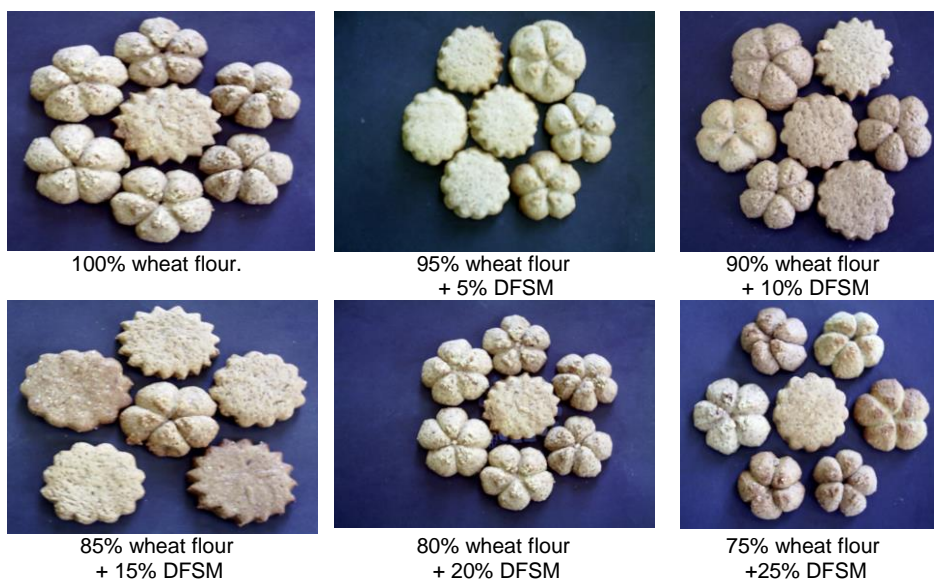 100% wheat flour.
95% wheat flour
+ 5% DFSM
90% wheat flour
+ 10% DFSM
85% wheat flour
+ 15% DFSM
80% wheat flour
+ 20% DFSM
75% wheat flour
+25% DFSM